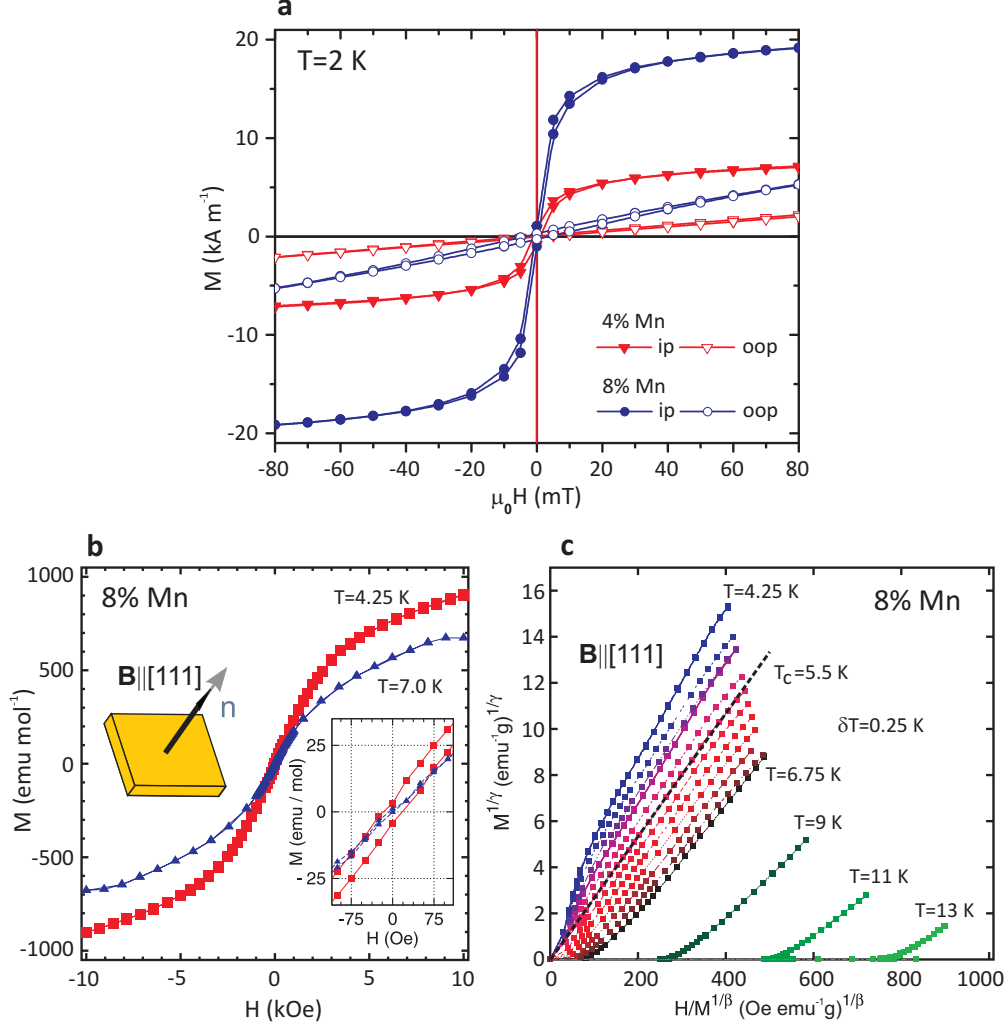 a
T=2 K
20
10
0
-10
-20
M (kA m⁻¹)
4% Mn
ip oop
8% Mn
ip oop
-80 -60 -40 -20 0 20 40 60 80
μ₀H (mT)
b
1000
500
0
-500
-1000
M (emu mol⁻¹)
8% Mn
T=4.25 K
B||[111]
n
T=7.0 K
25
0
-25
- M (emu / mol)
-75 0 75
H (Oe)
-10 -5 0 5 10
H (kOe)
c
16
14
12
10
8
6
4
2
0
M^{1/γ} (emu⁻¹g)^{1/γ}
T=4.25 K
8% Mn
B||[111]
T_C=5.5 K
δT=0.25 K
T=6.75 K
T=9 K
T=11 K
T=13 K
0 200 400 600 800 1000
H/M^{1/β} (Oe emu⁻¹g)^{1/β}